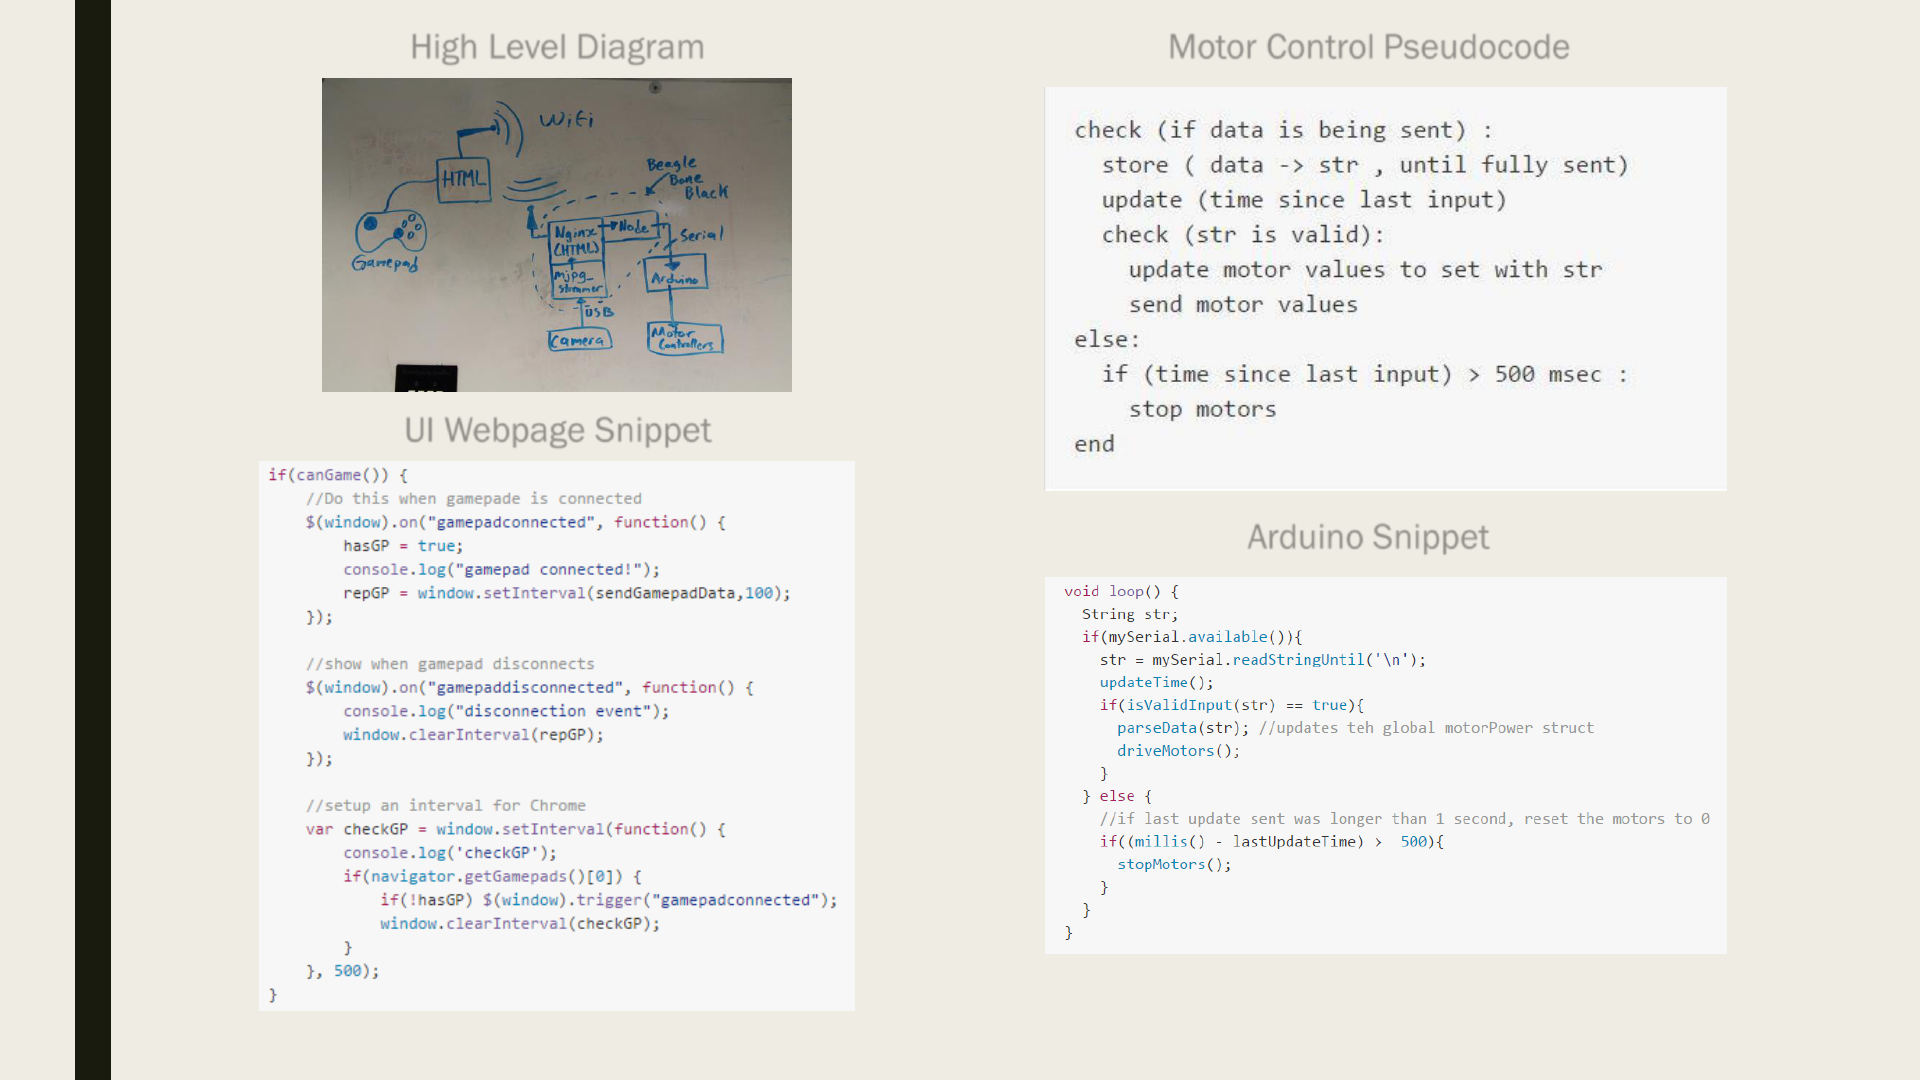 High Level Diagram
WiFi
HTML
Gamepad
Beagle
Bone
Black
Nginx
(HTML)
Node
Serial
mjpg_
streamer
Arduino
USB
Camera
Motor
Controllers
UI Webpage Snippet
if(canGame()) {
    //Do this when gamepade is connected
    $(window).on("gamepadconnected", function() {
        hasGP = true;
        console.log("gamepad connected!");
        repGP = window.setInterval(sendGamepadData,100);
    });
    //show when gamepad disconnects
    $(window).on("gamepaddisconnected", function() {
        console.log("disconnection event");
        window.clearInterval(repGP);
    });
    //setup an interval for Chrome
    var checkGP = window.setInterval(function() {
        console.log('checkGP');
        if(navigator.getGamepads()[0]) {
            if(!hasGP) $(window).trigger("gamepadconnected");
            window.clearInterval(checkGP);
        }
    }, 500);
}
Motor Control Pseudocode
check (if data is being sent) :
  store ( data -> str , until fully sent)
  update (time since last input)
  check (str is valid):
    update motor values to set with str
    send motor values
else:
  if (time since last input) > 500 msec :
    stop motors
end
Arduino Snippet
void loop() {
  String str;
  if(mySerial.available()){
    str = mySerial.readStringUntil('\n');
    updateTime();
    if(isValidInput(str) == true){
      parseData(str); //updates teh global motorPower struct
      driveMotors();
    }
  } else {
    //if last update sent was longer than 1 second, reset the motors to 0
    if((millis() - lastUpdateTime) >  500){
      stopMotors();
    }
  }
}